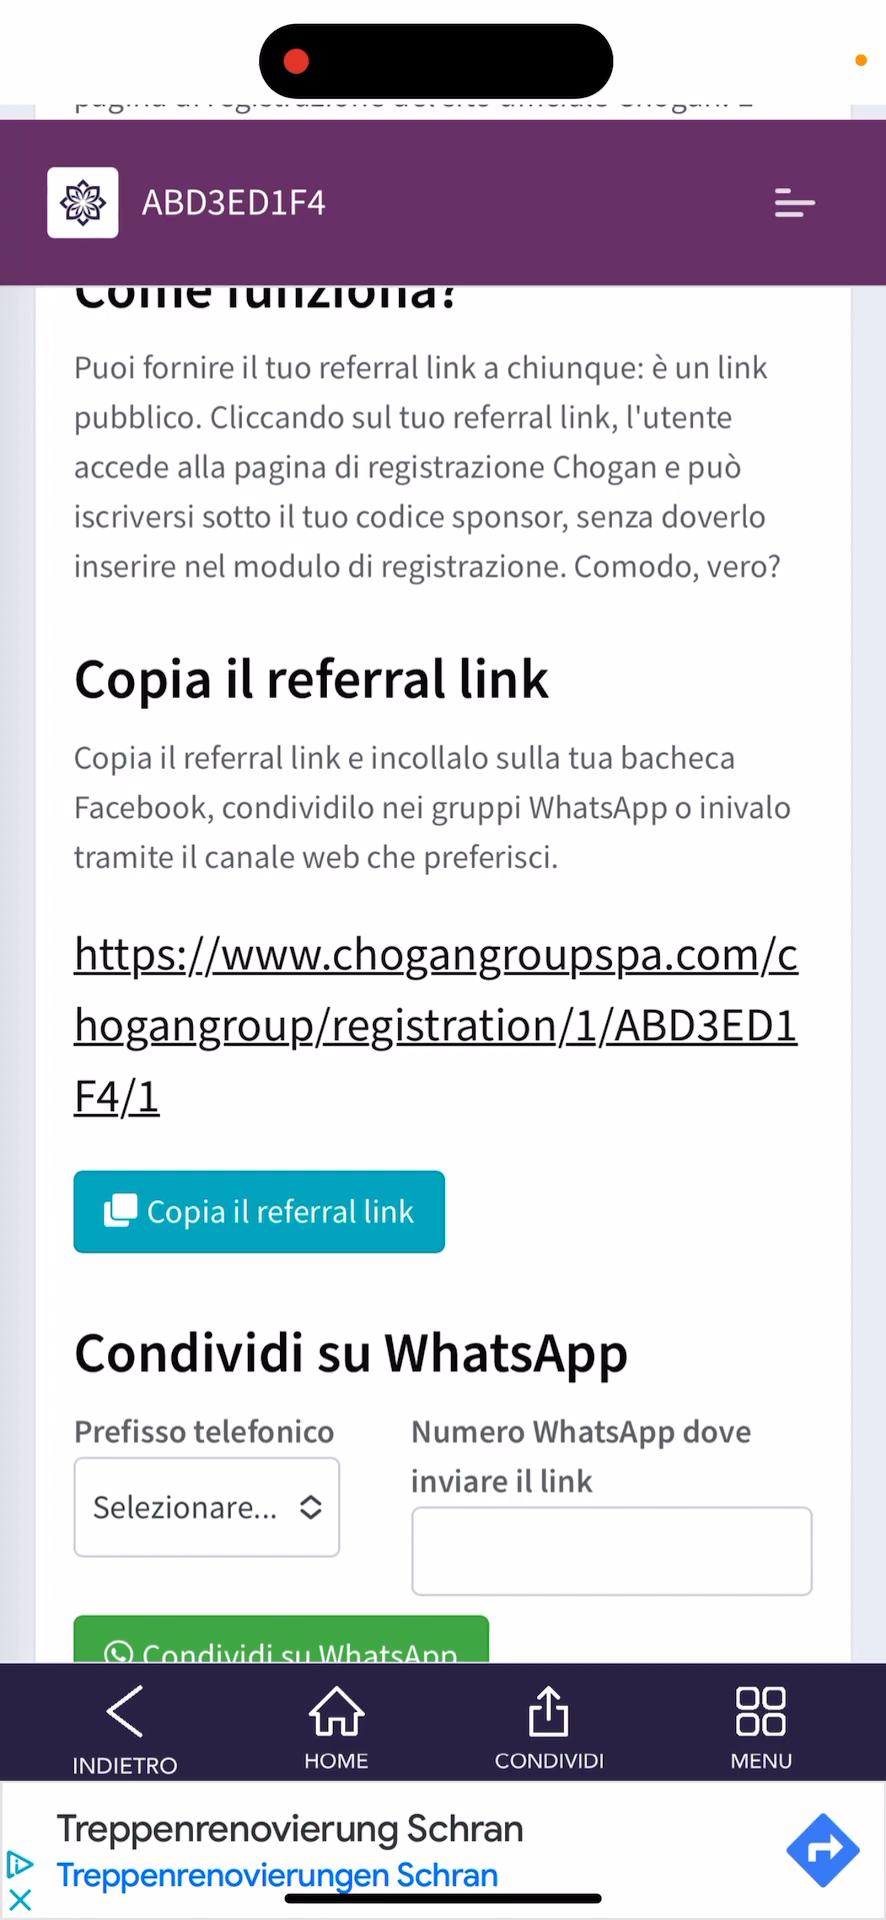 ABD3ED1F4
Come funziona?
Puoi fornire il tuo referral link a chiunque: è un link
pubblico. Cliccando sul tuo referral link, l'utente
accede alla pagina di registrazione Chogan e può
iscriversi sotto il tuo codice sponsor, senza doverlo
inserire nel modulo di registrazione. Comodo, vero?
Copia il referral link
Copia il referral link e incollalo sulla tua bacheca
Facebook, condividilo nei gruppi WhatsApp o inivalo
tramite il canale web che preferisci.
https://www.chogangroupspa.com/c
hogangroup/registration/1/ABD3ED1
F4/1
Copia il referral link
Condividi su WhatsApp
Prefisso telefonico
Numero WhatsApp dove
inviare il link
Selezionare...
Condividi su WhatsApp
INDIETRO
HOME
CONDIVIDI
MENU
Treppenrenovierung Schran
Treppenrenovierungen Schran